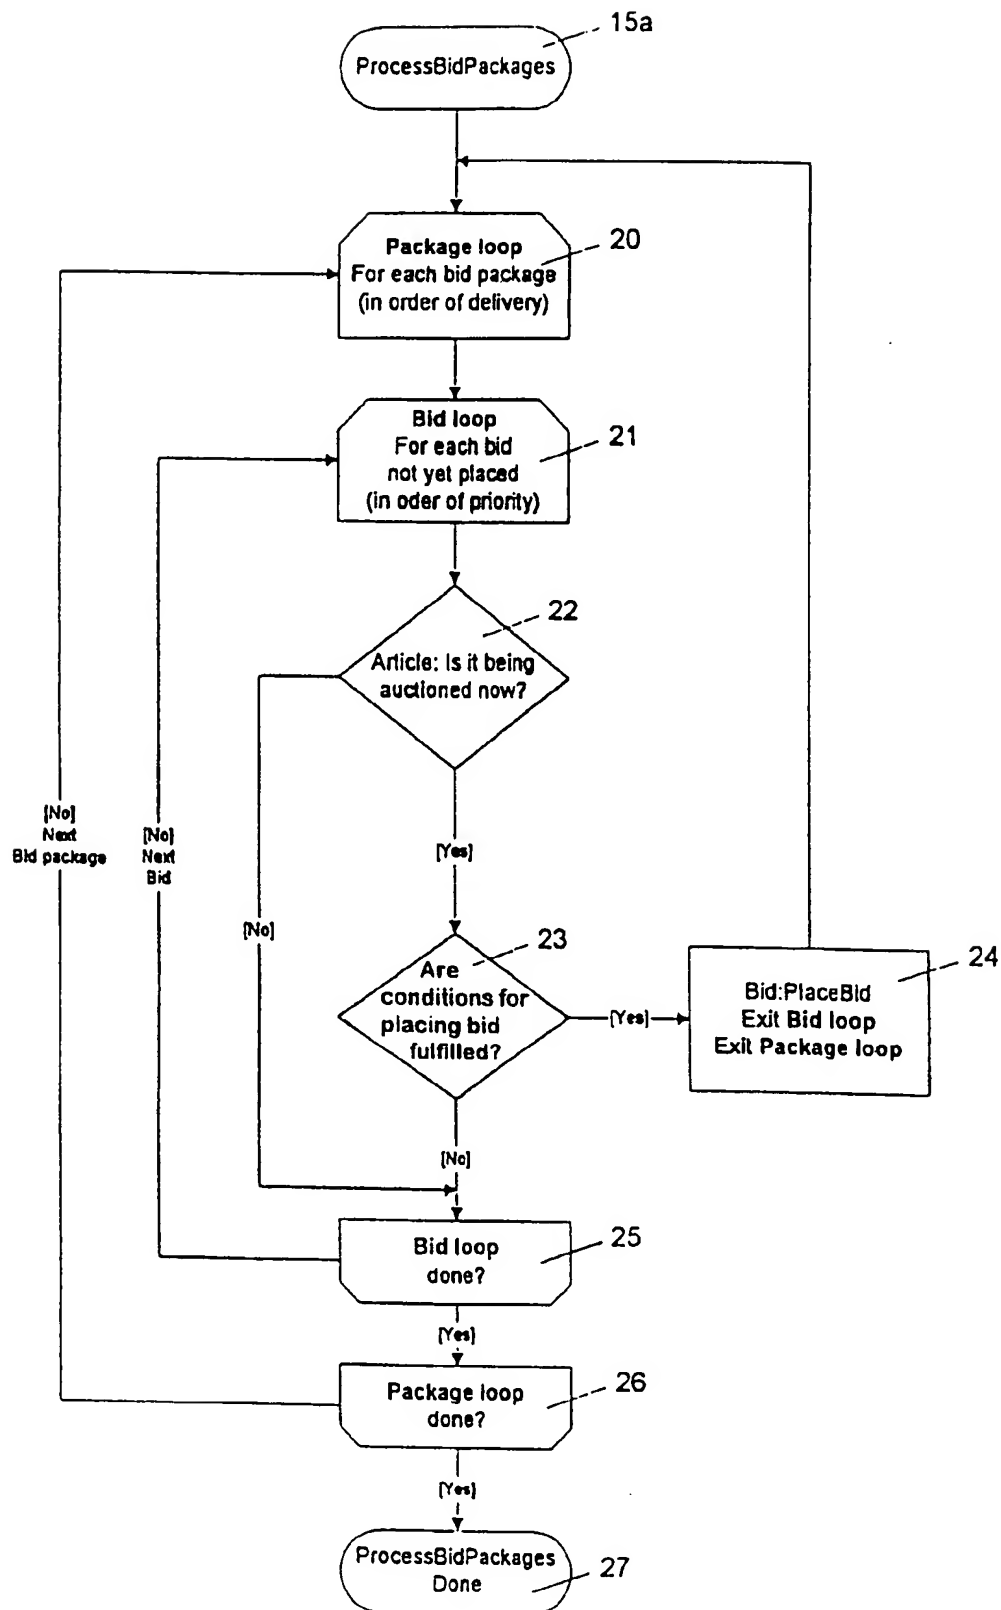 15a
ProcessBidPackages
20
Package loop
For each bid package
(in order of delivery)
21
Bid loop
For each bid
not yet placed
(in oder of priority)
22
Article: Is it being
auctioned now?
[No]
Next
Bid package
[No]
Next
Bid
[Yes]
[No]
23
Are
conditions for
placing bid
fulfilled?
[Yes]
24
Bid:PlaceBid
Exit Bid loop
Exit Package loop
[No]
25
Bid loop
done?
[Yes]
26
Package loop
done?
[Yes]
ProcessBidPackages
Done
27